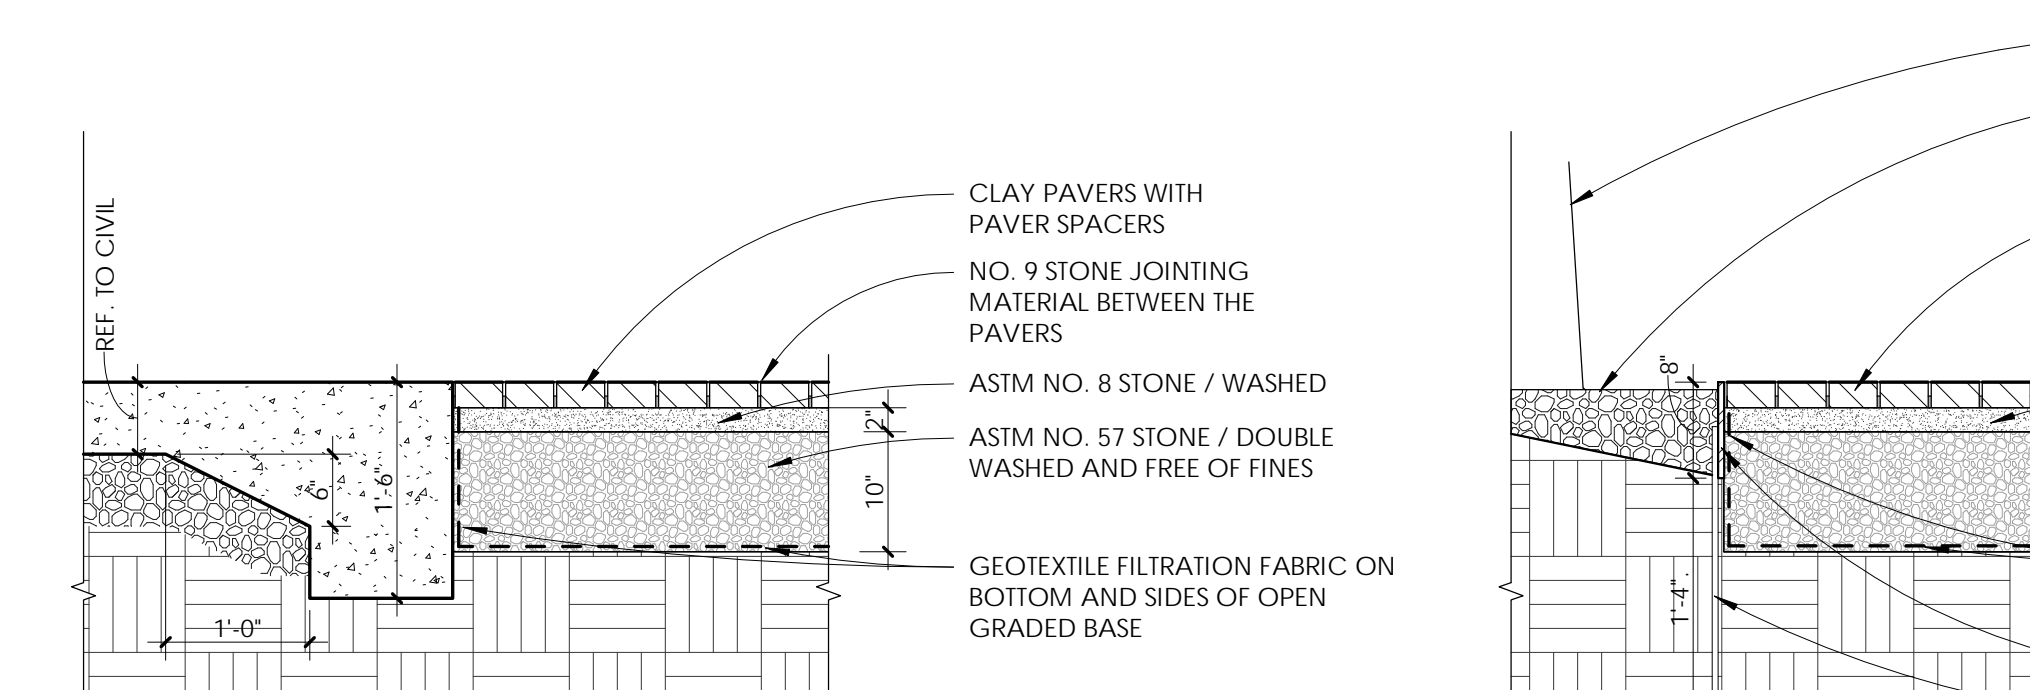 REF. TO CIVIL
CLAY PAVERS WITH
PAVER SPACERS
NO. 9 STONE JOINTING
MATERIAL BETWEEN THE
PAVERS
ASTM NO. 8 STONE / WASHED
ASTM NO. 57 STONE / DOUBLE
WASHED AND FREE OF FINES
GEOTEXTILE FILTRATION FABRIC ON
BOTTOM AND SIDES OF OPEN
GRADED BASE
2"
10"
6"
1'-6"
1'-0"
8"
1'-4"